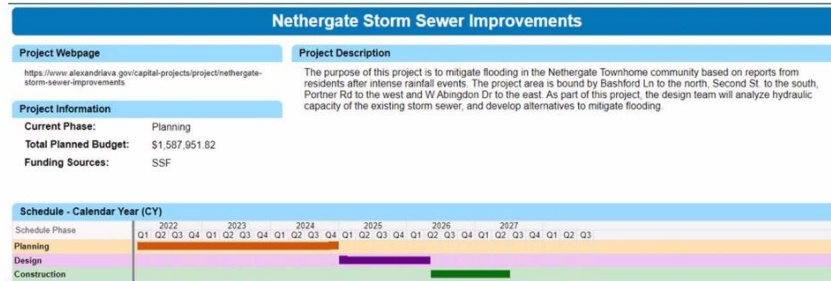 Nethergate Storm Sewer Improvements
Project Webpage
https://www.alexandriava.gov/capital-projects/project/nethergate-
storm-sewer-improvements
Project Information
Current Phase: Planning
Total Planned Budget: $1,587,951.82
Funding Sources: SSF
Project Description
The purpose of this project is to mitigate flooding in the Nethergate Townhome community based on reports from
residents after intense rainfall events. The project area is bound by Bashford Ln to the north, Second St. to the south,
Portner Rd to the west and W Abingdon Dr to the east. As part of this project, the design team will analyze hydraulic
capacity of the existing storm sewer, and develop alternatives to mitigate flooding.
Schedule - Calendar Year (CY)
Schedule Phase
2022 2023 2024 2025 2026 2027
Q1 Q2 Q3 Q4 Q1 Q2 Q3 Q4 Q1 Q2 Q3 Q4 Q1 Q2 Q3 Q4 Q1 Q2 Q3 Q4 Q1 Q2 Q3 Q4 Q1 Q2 Q3
Planning
Design
Construction